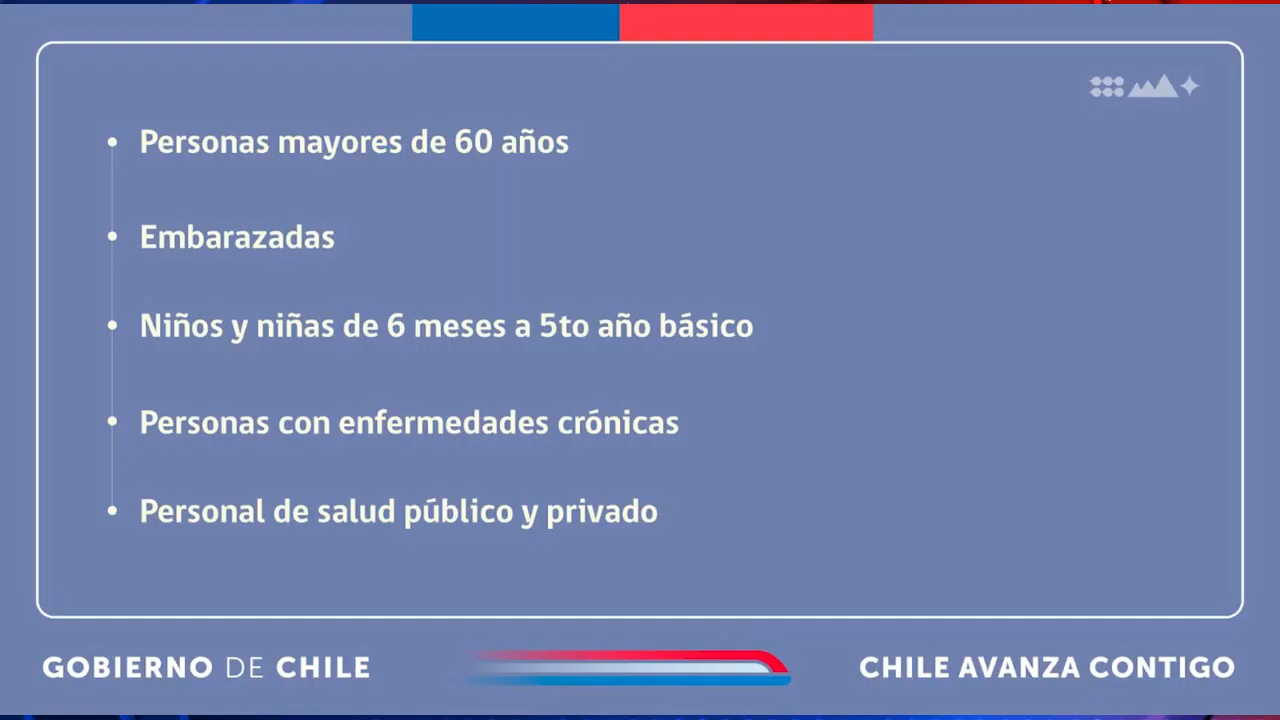 Personas mayores de 60 años
Embarazadas
Niños y niñas de 6 meses a 5to año básico
Personas con enfermedades crónicas
Personal de salud público y privado
GOBIERNO DE CHILE
CHILE AVANZA CONTIGO